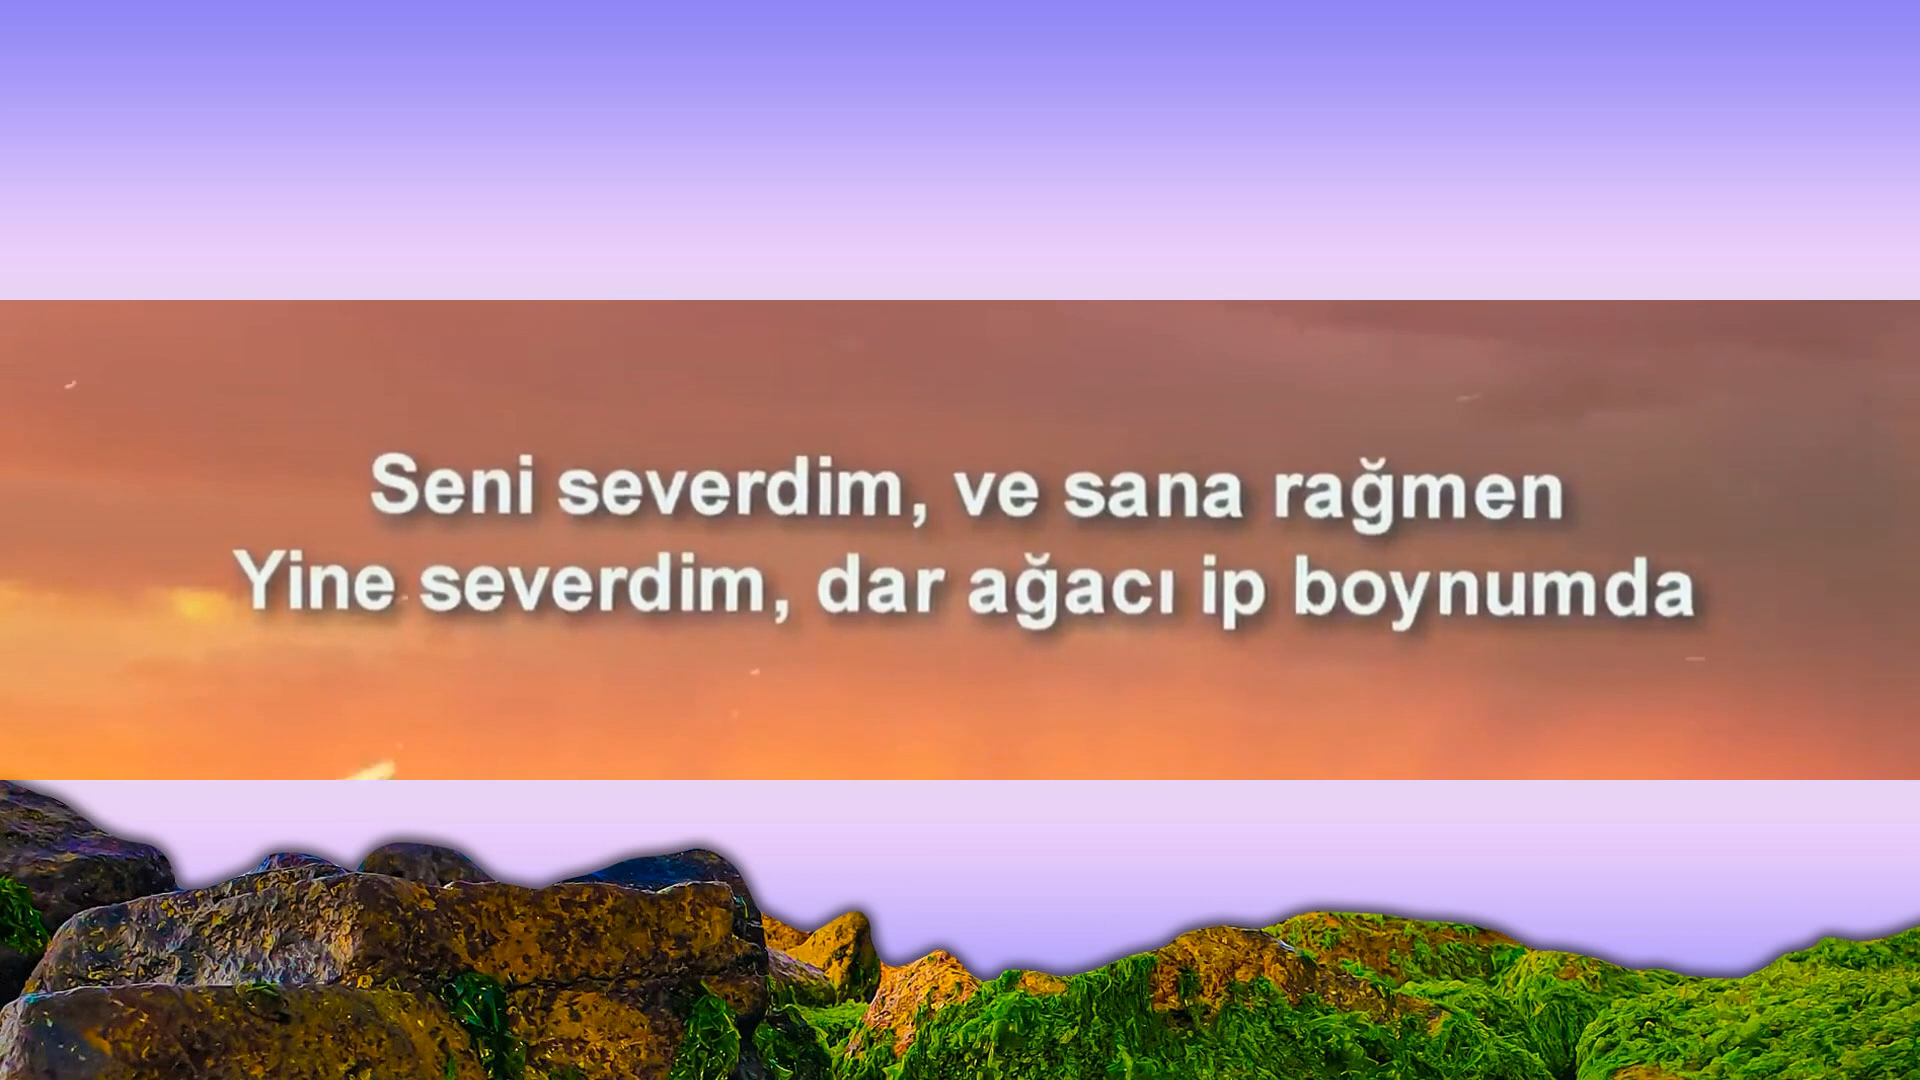 Seni severdim, ve sana rağmen
Yine severdim, dar ağacı ip boynumda